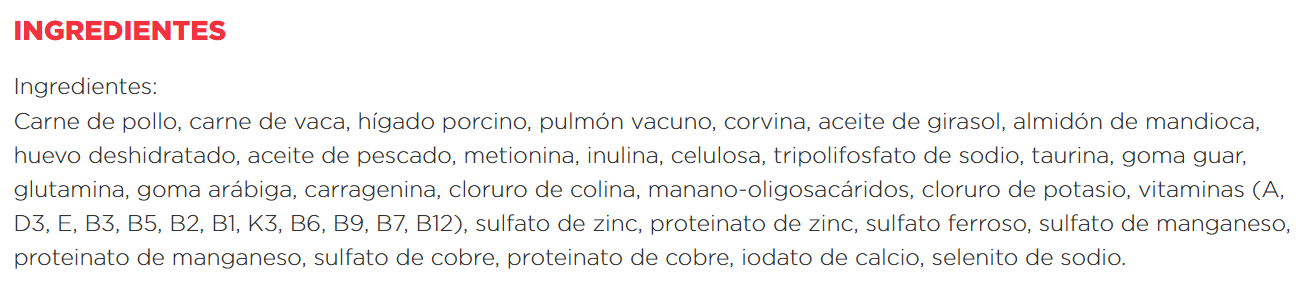 INGREDIENTES
Ingredientes:
Carne de pollo, carne de vaca, hígado porcino, pulmón vacuno, corvina, aceite de girasol, almidón de mandioca,
huevo deshidratado, aceite de pescado, metionina, inulina, celulosa, tripolifosfato de sodio, taurina, goma guar,
glutamina, goma arábiga, carragenina, cloruro de colina, manano-oligosacáridos, cloruro de potasio, vitaminas (A,
D3, E, B3, B5, B2, B1, K3, B6, B9, B7, B12), sulfato de zinc, proteinato de zinc, sulfato ferroso, sulfato de manganeso,
proteinato de manganeso, sulfato de cobre, proteinato de cobre, iodato de calcio, selenito de sodio.